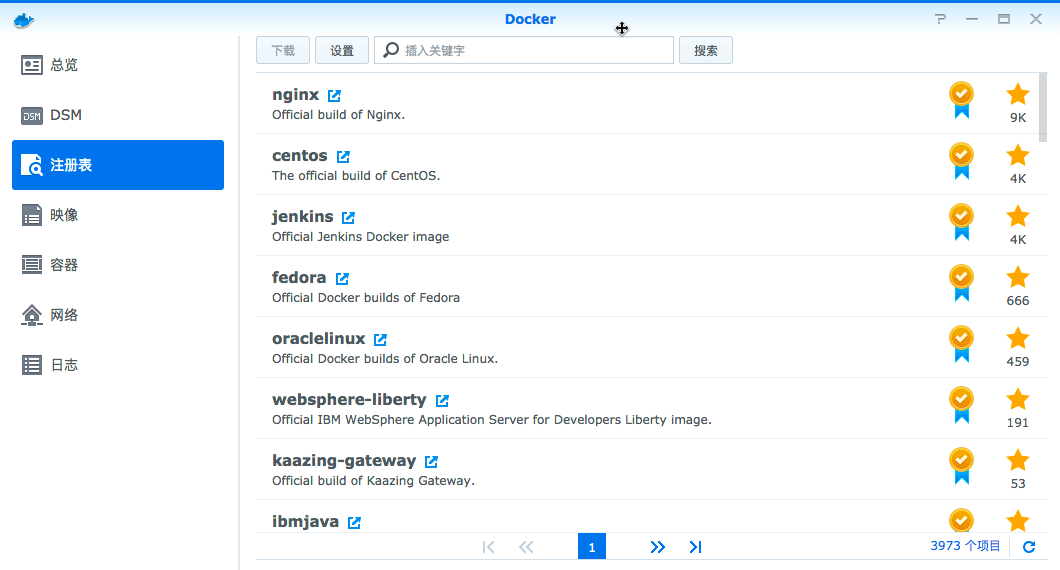 Docker
总览
DSM
DSM
注册表
映像
容器
网络
日志
下载
设置
插入关键字
搜索
nginx
Official build of Nginx.
9K
centos
The official build of CentOS.
4K
jenkins
Official Jenkins Docker image
4K
fedora
Official Docker builds of Fedora
666
oraclelinux
Official Docker builds of Oracle Linux.
459
websphere-liberty
Official IBM WebSphere Application Server for Developers Liberty image.
191
kaazing-gateway
Official build of Kaazing Gateway.
53
ibmjava
1
3973 个项目